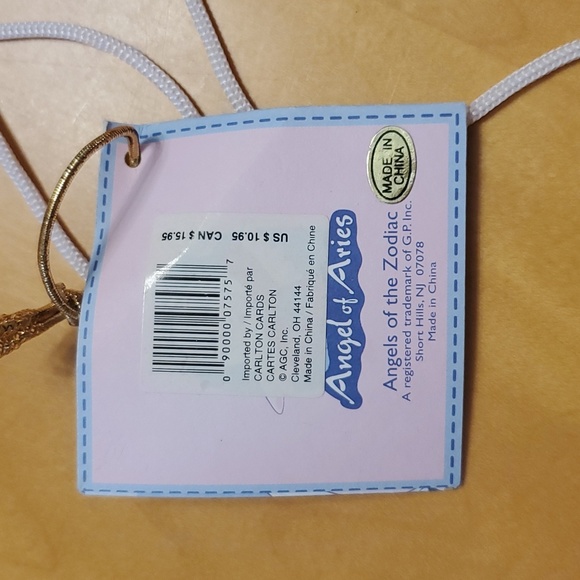 US $ 10.95 CAN $ 15.95
0 90000 07575 7
Imported by / Importé par
CARLTON CARDS
CARTES CARLTON
© AGC, Inc.
Cleveland, OH 44144
Made in China / Fabriqué en Chine
Angel of Aries
Angels of the Zodiac
A registered trademark of G.P. Inc.
Short Hills, NJ 07078
Made in China
MADE IN
CHINA